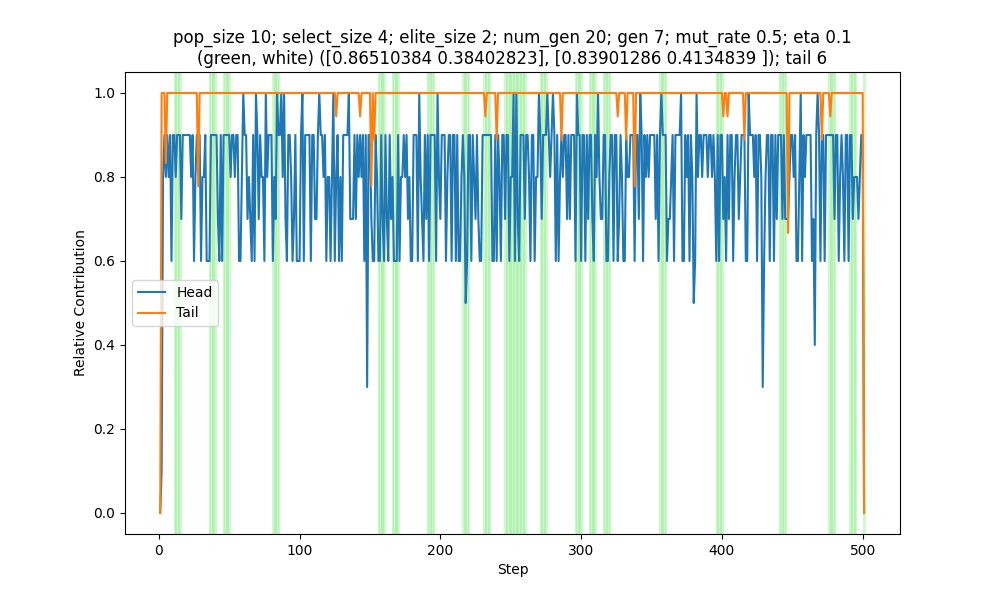 pop_size 10; select_size 4; elite_size 2; num_gen 20; gen 7; mut_rate 0.5; eta 0.1
(green, white) ([0.86510384 0.38402823], [0.83901286 0.4134839 ]); tail 6
1.0
0.8
0.6
0.4
0.2
0.0
Relative Contribution
Head
Tail
0
100
200
300
400
500
Step